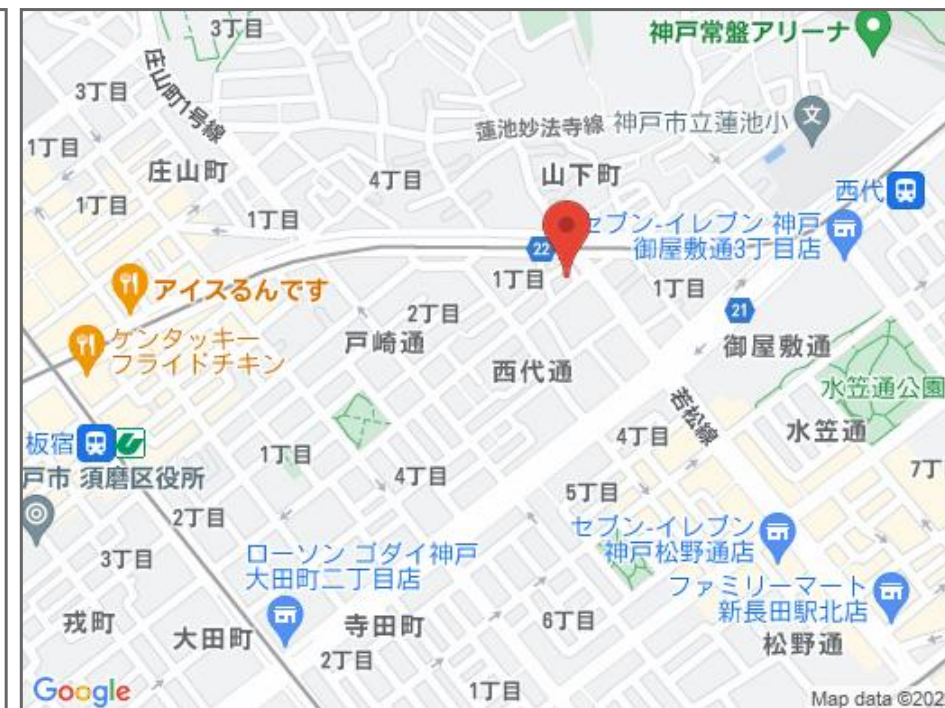 3丁目
神戸常盤アリーナ
庄山町1号線
3丁目
蓮池妙法寺線
神戸市立蓮池小
文
1丁目
庄山町
4丁目
山下町
西代
1丁目
1丁目
セブン-イレブン 神戸
御屋敷通3丁目店
22
1丁目
1丁目
アイスるんです
2丁目
21
ケンタッキー
フライドチキン
戸崎通
西代通
御屋敷通
水笠通公園
若松線
水笠通
板宿
1丁目
4丁目
7丁
戸市 須磨区役所
4丁目
5丁目
2丁目
セブン-イレブン
神戸松野通店
3丁目
ローソン ゴダイ神戸
大田町二丁目店
ファミリーマート
新長田駅北店
戎町
大田町
寺田町
6丁目
松野通
2丁目
1丁目
Google
Map data ©202